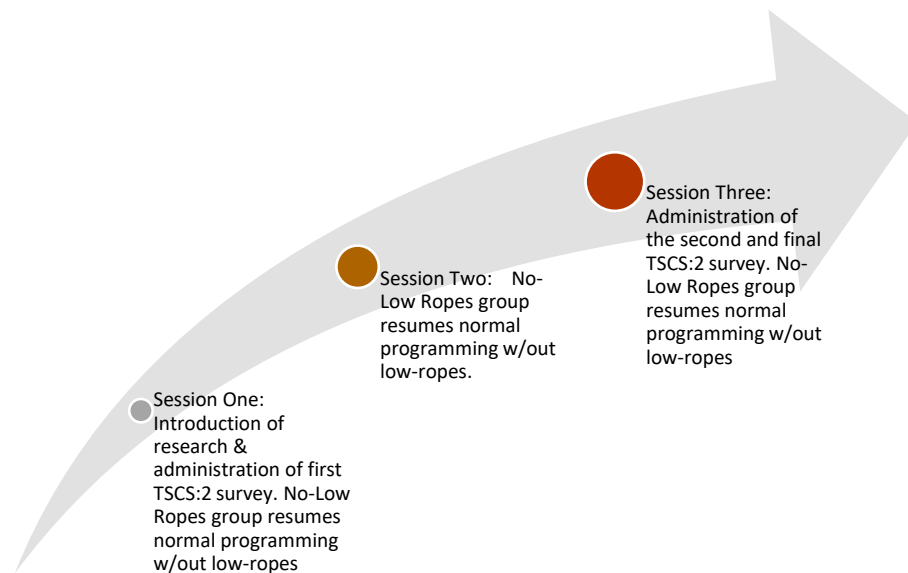 Session One:
Introduction of
research &
administration of first
TSCS:2 survey. No-Low
Ropes group resumes
normal programming
w/out low-ropes
Session Two:    No-
Low Ropes group
resumes normal
programming w/out
low-ropes.
Session Three:
Administration of
the second and final
TSCS:2 survey. No-
Low Ropes group
resumes normal
programming w/out
low-ropes